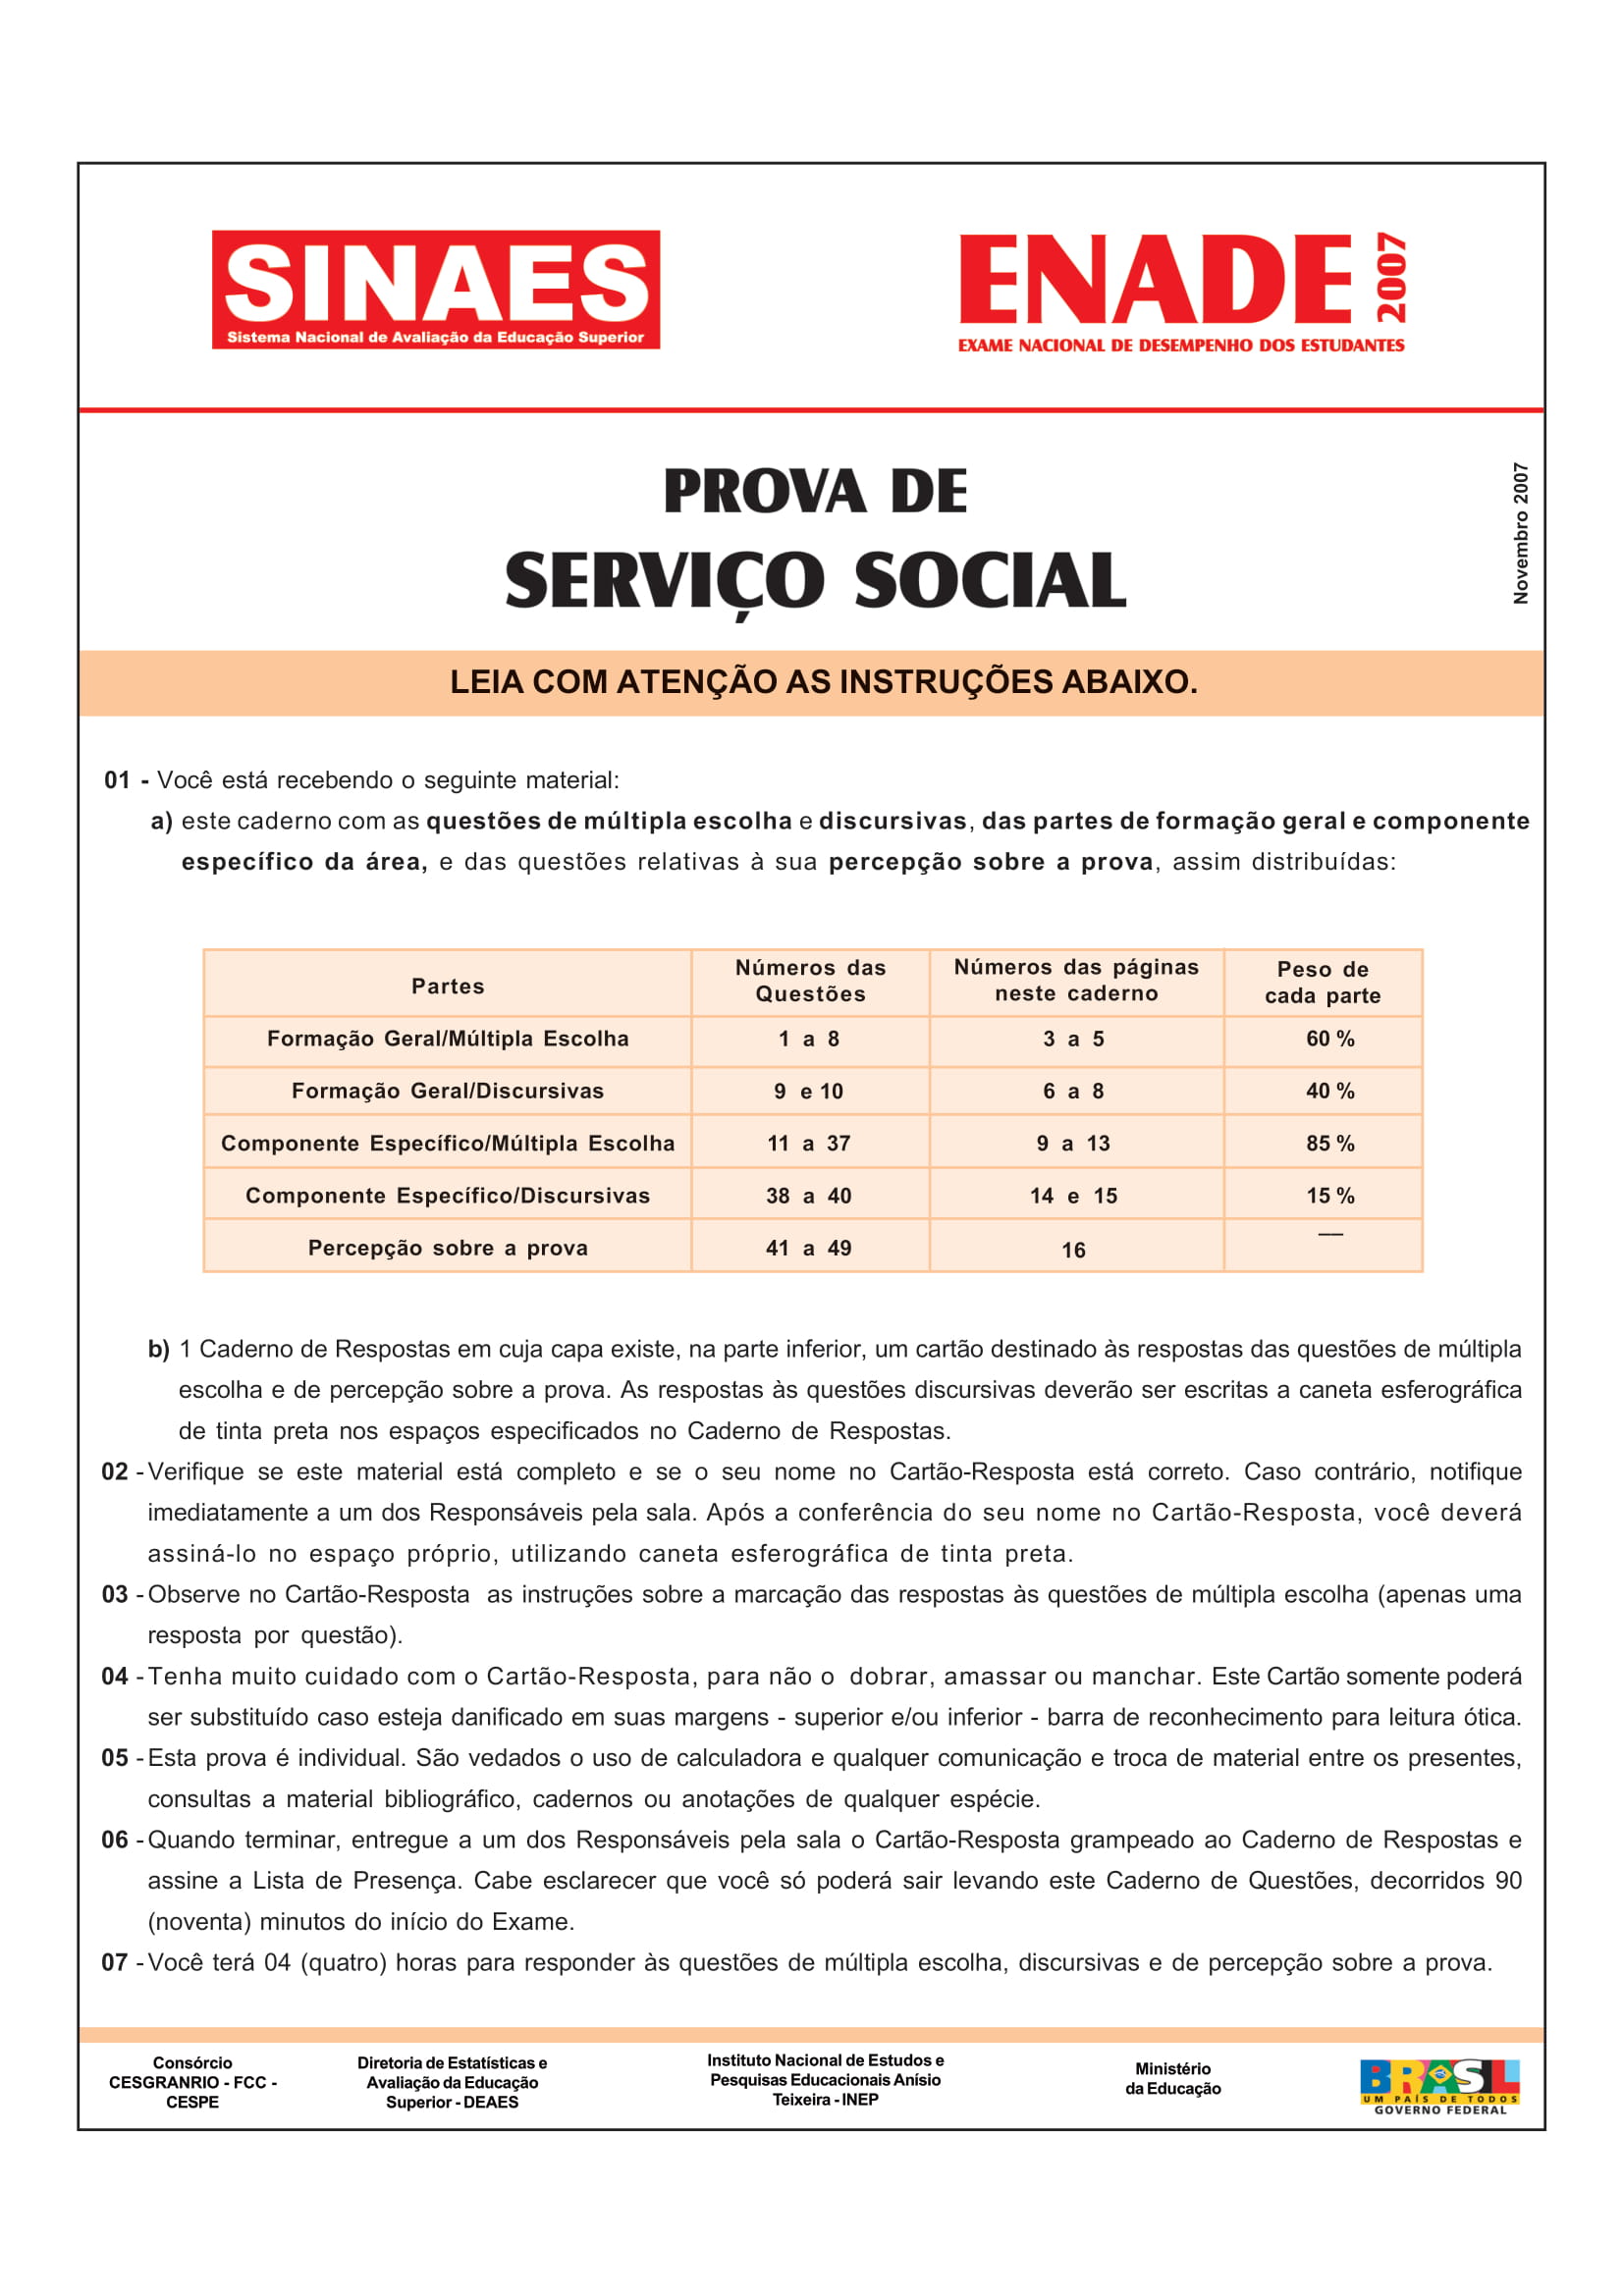 SINAES
Sistema Nacional de Avaliação da Educação Superior
ENADE 2007
EXAME NACIONAL DE DESEMPENHO DOS ESTUDANTES
Novembro 2007
PROVA DE
SERVIÇO SOCIAL
LEIA COM ATENÇÃO AS INSTRUÇÕES ABAIXO.
01 - Você está recebendo o seguinte material:
a) este caderno com as questões de múltipla escolha e discursivas, das partes de formação geral e componente
específico da área, e das questões relativas à sua percepção sobre a prova, assim distribuídas:
Partes
Números das
Questões
Números das páginas
neste caderno
Peso de
cada parte
Formação Geral/Múltipla Escolha 1 a 8 3 a 5 60 %
Formação Geral/Discursivas 9 e 10 6 a 8 40 %
Componente Específico/Múltipla Escolha 11 a 37 9 a 13 85 %
Componente Específico/Discursivas 38 a 40 14 e 15 15 %
Percepção sobre a prova 41 a 49 16 __
b) 1 Caderno de Respostas em cuja capa existe, na parte inferior, um cartão destinado às respostas das questões de múltipla
escolha e de percepção sobre a prova. As respostas às questões discursivas deverão ser escritas a caneta esferográfica
de tinta preta nos espaços especificados no Caderno de Respostas.
02 - Verifique se este material está completo e se o seu nome no Cartão-Resposta está correto. Caso contrário, notifique
imediatamente a um dos Responsáveis pela sala. Após a conferência do seu nome no Cartão-Resposta, você deverá
assiná-lo no espaço próprio, utilizando caneta esferográfica de tinta preta.
03 - Observe no Cartão-Resposta as instruções sobre a marcação das respostas às questões de múltipla escolha (apenas uma
resposta por questão).
04 - Tenha muito cuidado com o Cartão-Resposta, para não o dobrar, amassar ou manchar. Este Cartão somente poderá
ser substituído caso esteja danificado em suas margens - superior e/ou inferior - barra de reconhecimento para leitura ótica.
05 - Esta prova é individual. São vedados o uso de calculadora e qualquer comunicação e troca de material entre os presentes,
consultas a material bibliográfico, cadernos ou anotações de qualquer espécie.
06 - Quando terminar, entregue a um dos Responsáveis pela sala o Cartão-Resposta grampeado ao Caderno de Respostas e
assine a Lista de Presença. Cabe esclarecer que você só poderá sair levando este Caderno de Questões, decorridos 90
(noventa) minutos do início do Exame.
07 - Você terá 04 (quatro) horas para responder às questões de múltipla escolha, discursivas e de percepção sobre a prova.
Consórcio
CESGRANRIO - FCC -
CESPE
Diretoria de Estatísticas e
Avaliação da Educação
Superior - DEAES
Instituto Nacional de Estudos e
Pesquisas Educacionais Anísio
Teixeira - INEP
Ministério
da Educação
BRASIL
UM PAÍS DE TODOS
GOVERNO FEDERAL